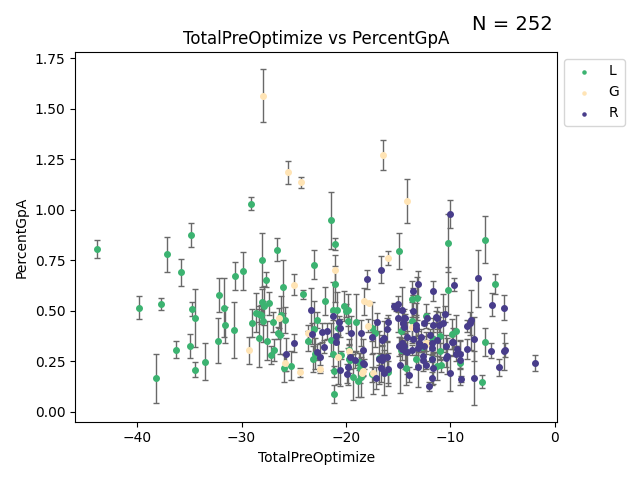 N = 252
TotalPreOptimize vs PercentGpA
1.75
1.50
1.25
1.00
0.75
0.50
0.25
0.00
PercentGpA
−40
−30
−20
−10
0
TotalPreOptimize
L
G
R